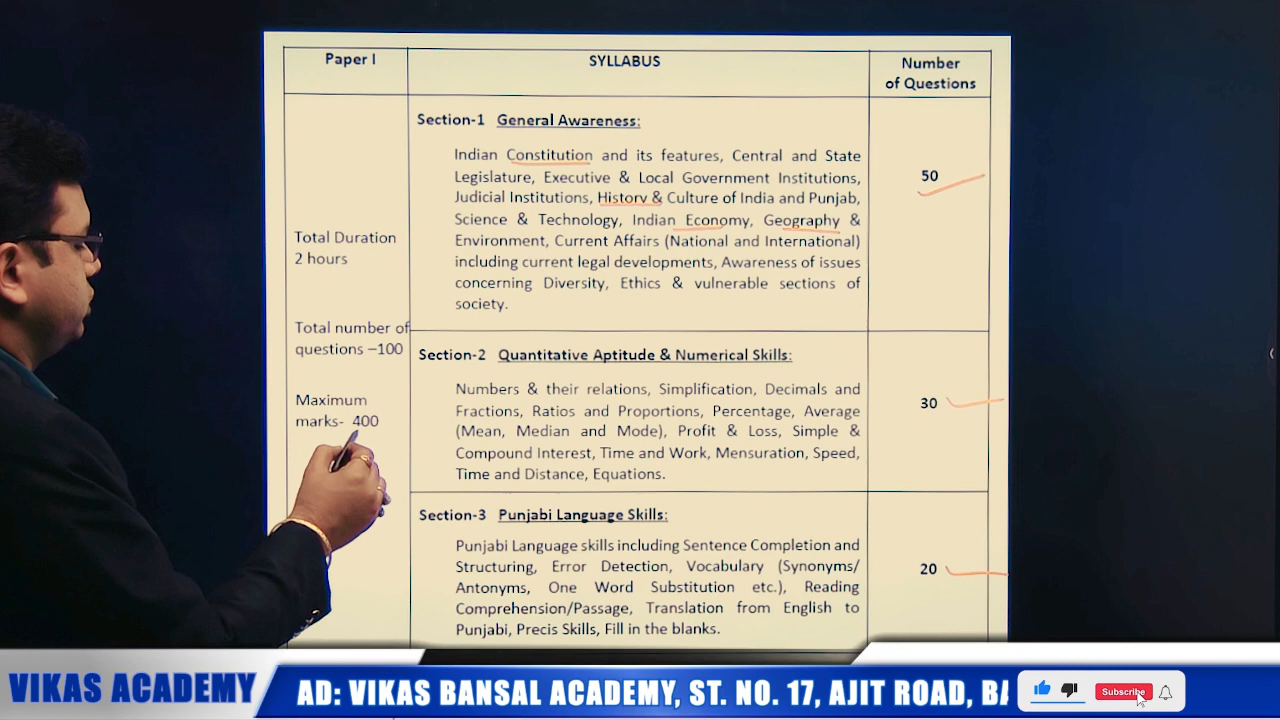 Paper I
SYLLABUS
Number
of Questions
Total Duration
2 hours
Total number of
questions –100
Maximum
marks- 400
Section-1 General Awareness:
Indian Constitution and its features, Central and State
Legislature, Executive & Local Government Institutions,
Judicial Institutions, History & Culture of India and Punjab,
Science & Technology, Indian Economy, Geography &
Environment, Current Affairs (National and International)
including current legal developments, Awareness of issues
concerning Diversity, Ethics & vulnerable sections of
society.
50
Section-2 Quantitative Aptitude & Numerical Skills:
Numbers & their relations, Simplification, Decimals and
Fractions, Ratios and Proportions, Percentage, Average
(Mean, Median and Mode), Profit & Loss, Simple &
Compound Interest, Time and Work, Mensuration, Speed,
Time and Distance, Equations.
30
Section-3 Punjabi Language Skills:
Punjabi Language skills including Sentence Completion and
Structuring, Error Detection, Vocabulary (Synonyms/
Antonyms, One Word Substitution etc.), Reading
Comprehension/Passage, Translation from English to
Punjabi, Precis Skills, Fill in the blanks.
20
VIKAS ACADEMY
AD: VIKAS BANSAL ACADEMY, ST. NO. 17, AJIT ROAD,
Subscribe